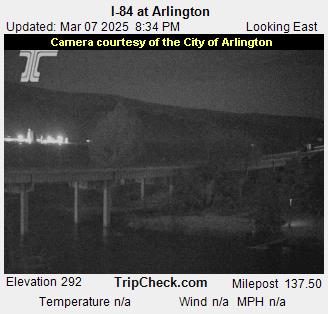 I-84 at Arlington
Updated: Mar 07 2025 8:34 PM Looking East
Camera courtesy of the City of Arlington
Elevation 292 TripCheck.com Milepost 137.50
Temperature n/a Wind n/a MPH n/a